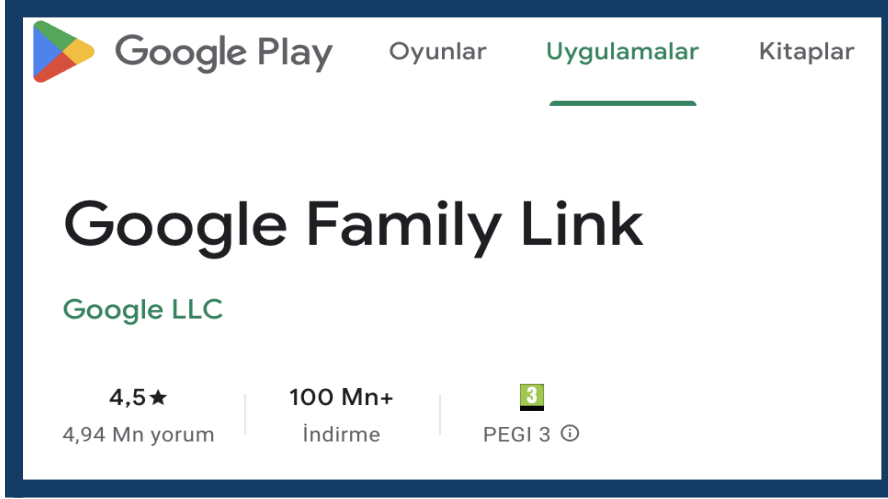 Google Play Oyunlar Uygulamalar Kitaplar
Google Family Link
Google LLC
4,5★ 100 Mn+ 3
4,94 Mn yorum İndirme PEGI 3 ⓘ